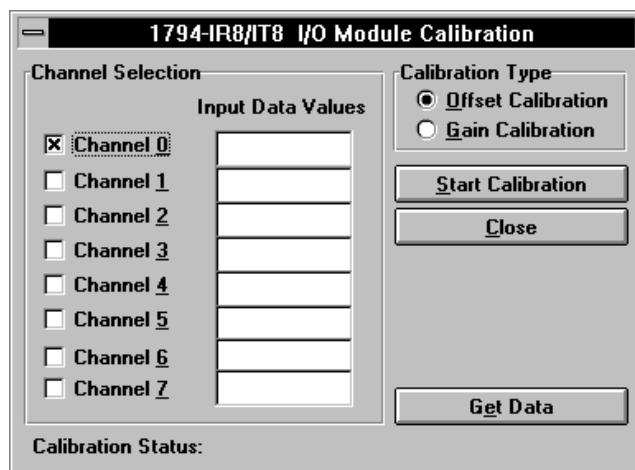 1794-IR8/IT8 I/O Module Calibration
Channel Selection
Input Data Values
Channel 0
Channel 1
Channel 2
Channel 3
Channel 4
Channel 5
Channel 6
Channel 7
Calibration Type
Offset Calibration
Gain Calibration
Start Calibration
Close
Get Data
Calibration Status: